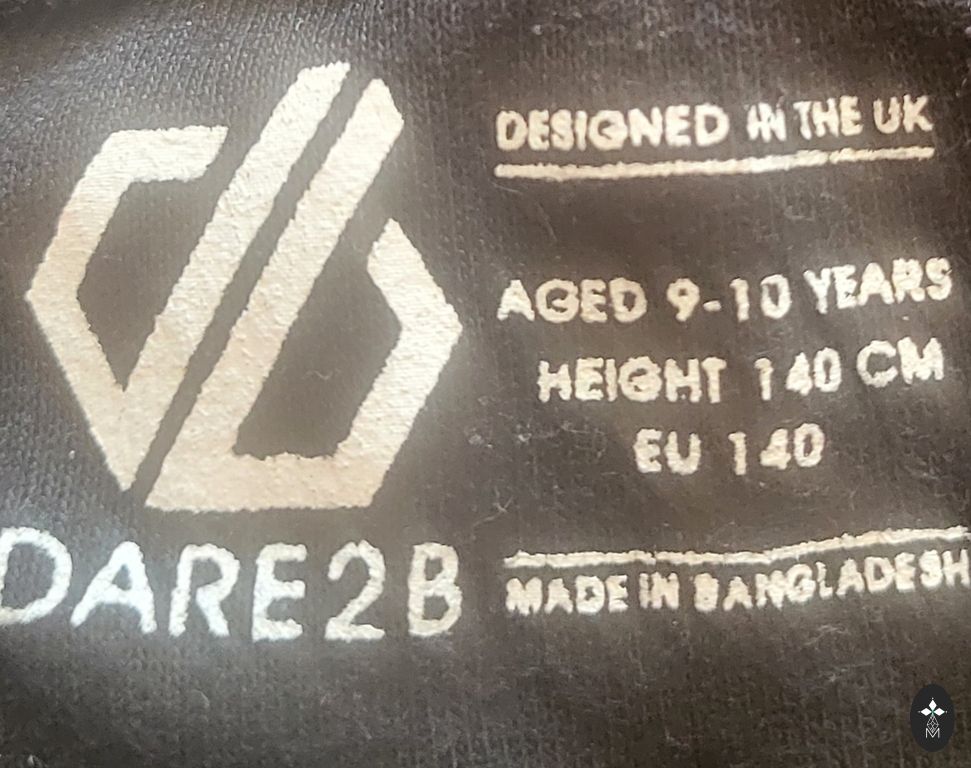 DESIGNED IN THE UK
AGED 9-10 YEARS
HEIGHT 140 CM
EU 140
MADE IN BANGLADESH
DARE2B
M